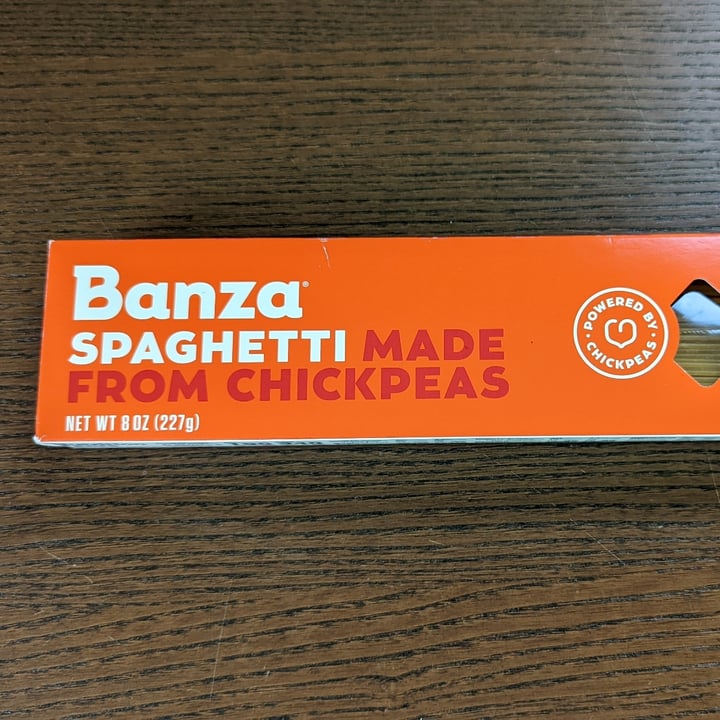 Banza®
SPAGHETTI MADE
FROM CHICKPEAS
NET WT 8 OZ (227g)
· POWERED BY ·
CHICKPEAS